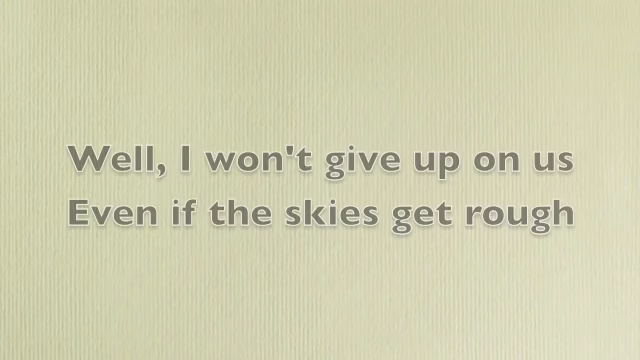 Well, I won't give up on us
Even if the skies get rough